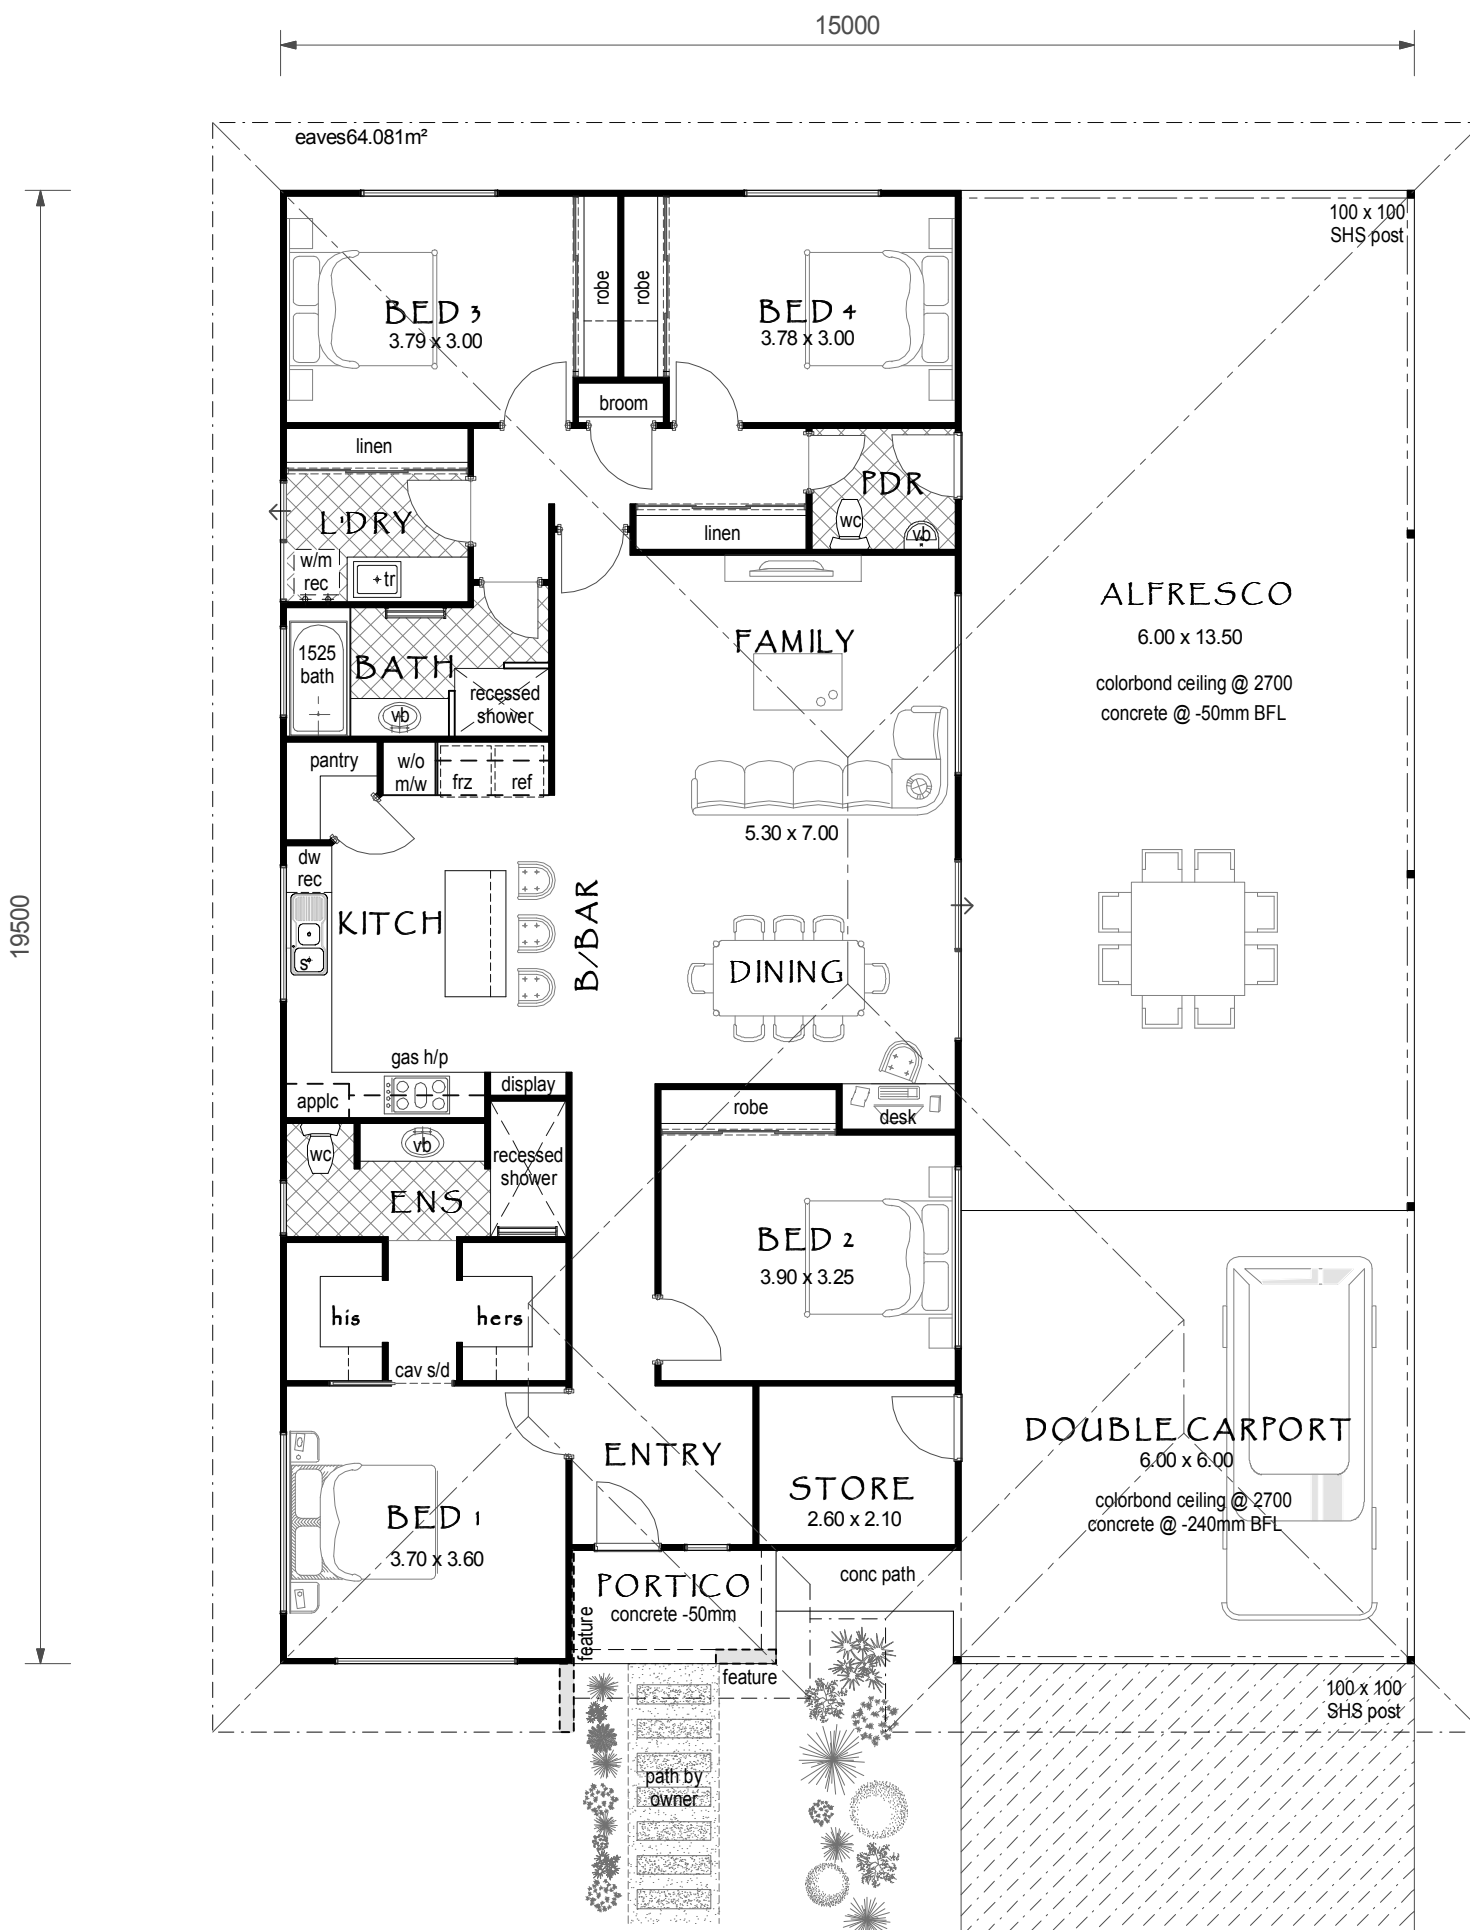 15000
eaves64.081m²
100 x 100
SHS post
robe
robe
BED 3
3.79 x 3.00
BED 4
3.78 x 3.00
broom
linen
PDR
L'DRY
wc
vb
linen
w/m
rec
tr
ALFRESCO
6.00 x 13.50
colorbond ceiling @ 2700
concrete @ -50mm BFL
FAMILY
1525
bath
BATH
recessed
shower
vb
pantry
w/o
m/w
frz
ref
5.30 x 7.00
dw
rec
19500
KITCH
B/BAR
s
DINING
gas h/p
display
applc
robe
desk
wc
vb
recessed
shower
ENS
BED 2
3.90 x 3.25
his
hers
cav s/d
DOUBLE CARPORT
6.00 x 6.00
colorbond ceiling @ 2700
concrete @ -240mm BFL
ENTRY
STORE
2.60 x 2.10
BED 1
3.70 x 3.60
PORTICO
concrete -50mm
conc path
feature
feature
100 x 100
SHS post
path by
owner